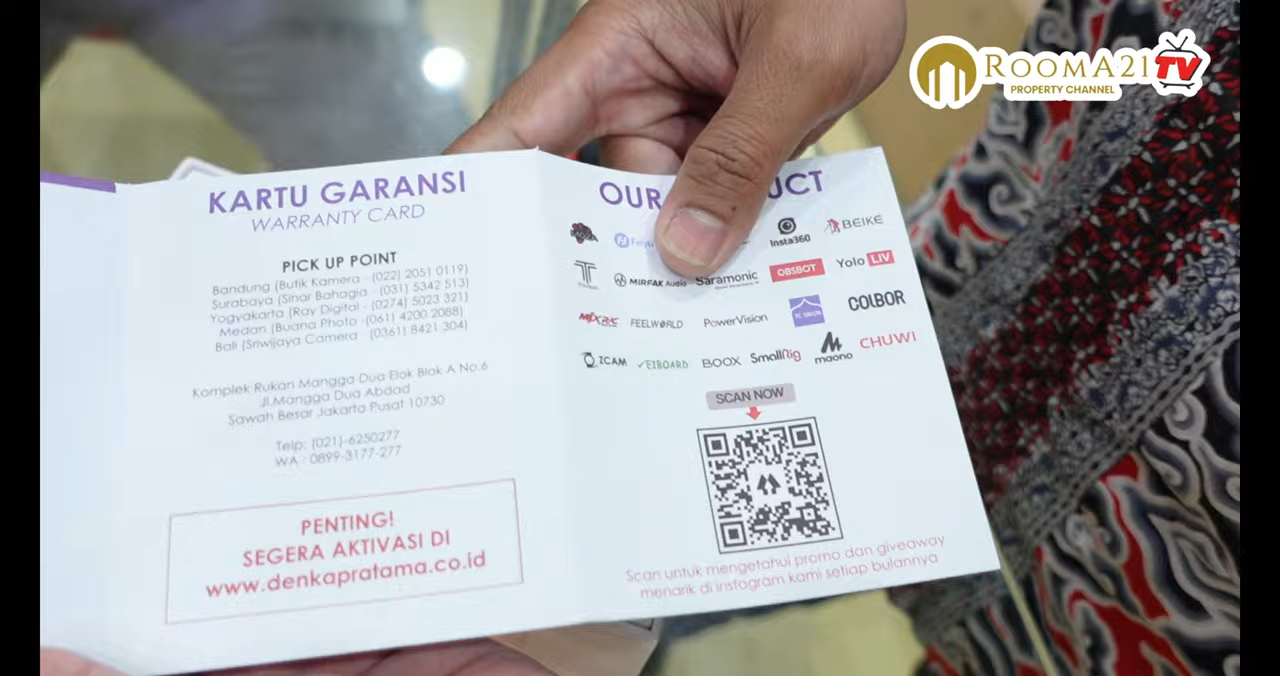 ROOMA21 TV
PROPERTY CHANNEL
KARTU GARANSI
WARRANTY CARD
PICK UP POINT
Bandung (Butik Kamera - (022) 2051 0119)
Surabaya (Sinar Bahagia - (031) 5342 513)
Yogyakarta (Ray Digital - (0274) 5023 321)
Medan (Buana Photo -(061) 4200 2088)
Bali (Sriwijaya Camera (0361) 8421 304)
Komplek Rukan Mangga Dua Elok Blok A No.6
Jl.Mangga Dua Abdad
Sawah Besar Jakarta Pusat 10730
Telp: (021)-6250277
WA : 0899-3177-277
PENTING!
SEGERA AKTIVASI DI
www.denkapratama.co.id
OUR UCT
Feiyu Insta360 BEIKE
MIRFAK Audio Saramonic OBSBOT Yolo LIV
FEELWORLD PowerVision COLBOR
ZCAM EIBOARD BOOX SmallRig maono CHUWI
SCAN NOW
Scan untuk mengetahui promo dan giveaway
menarik di instagram kami setiap bulannya